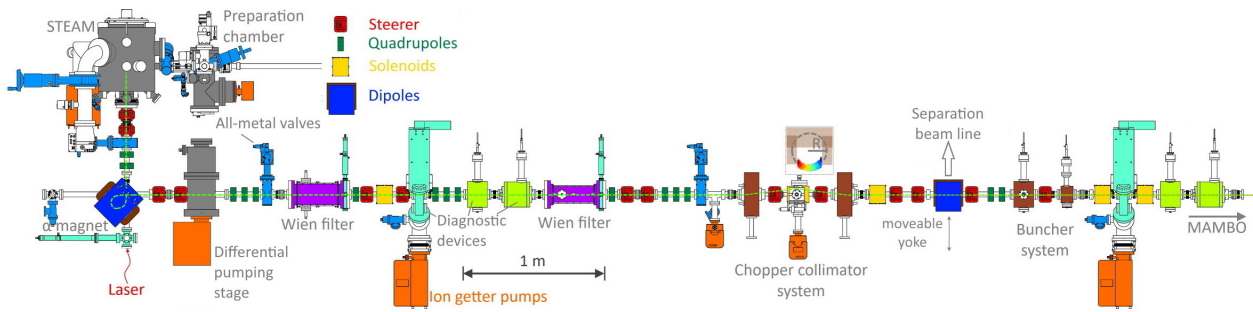 STEAM
Preparation
chamber
Steerer
Quadrupoles
Solenoids
Dipoles
All-metal valves
Separation
beam line
R
α-magnet
Laser
Differential
pumping
stage
Wien filter
Diagnostic
devices
Wien filter
1 m
Ion getter pumps
Chopper collimator
system
moveable
yoke
Buncher
system
MAMBO